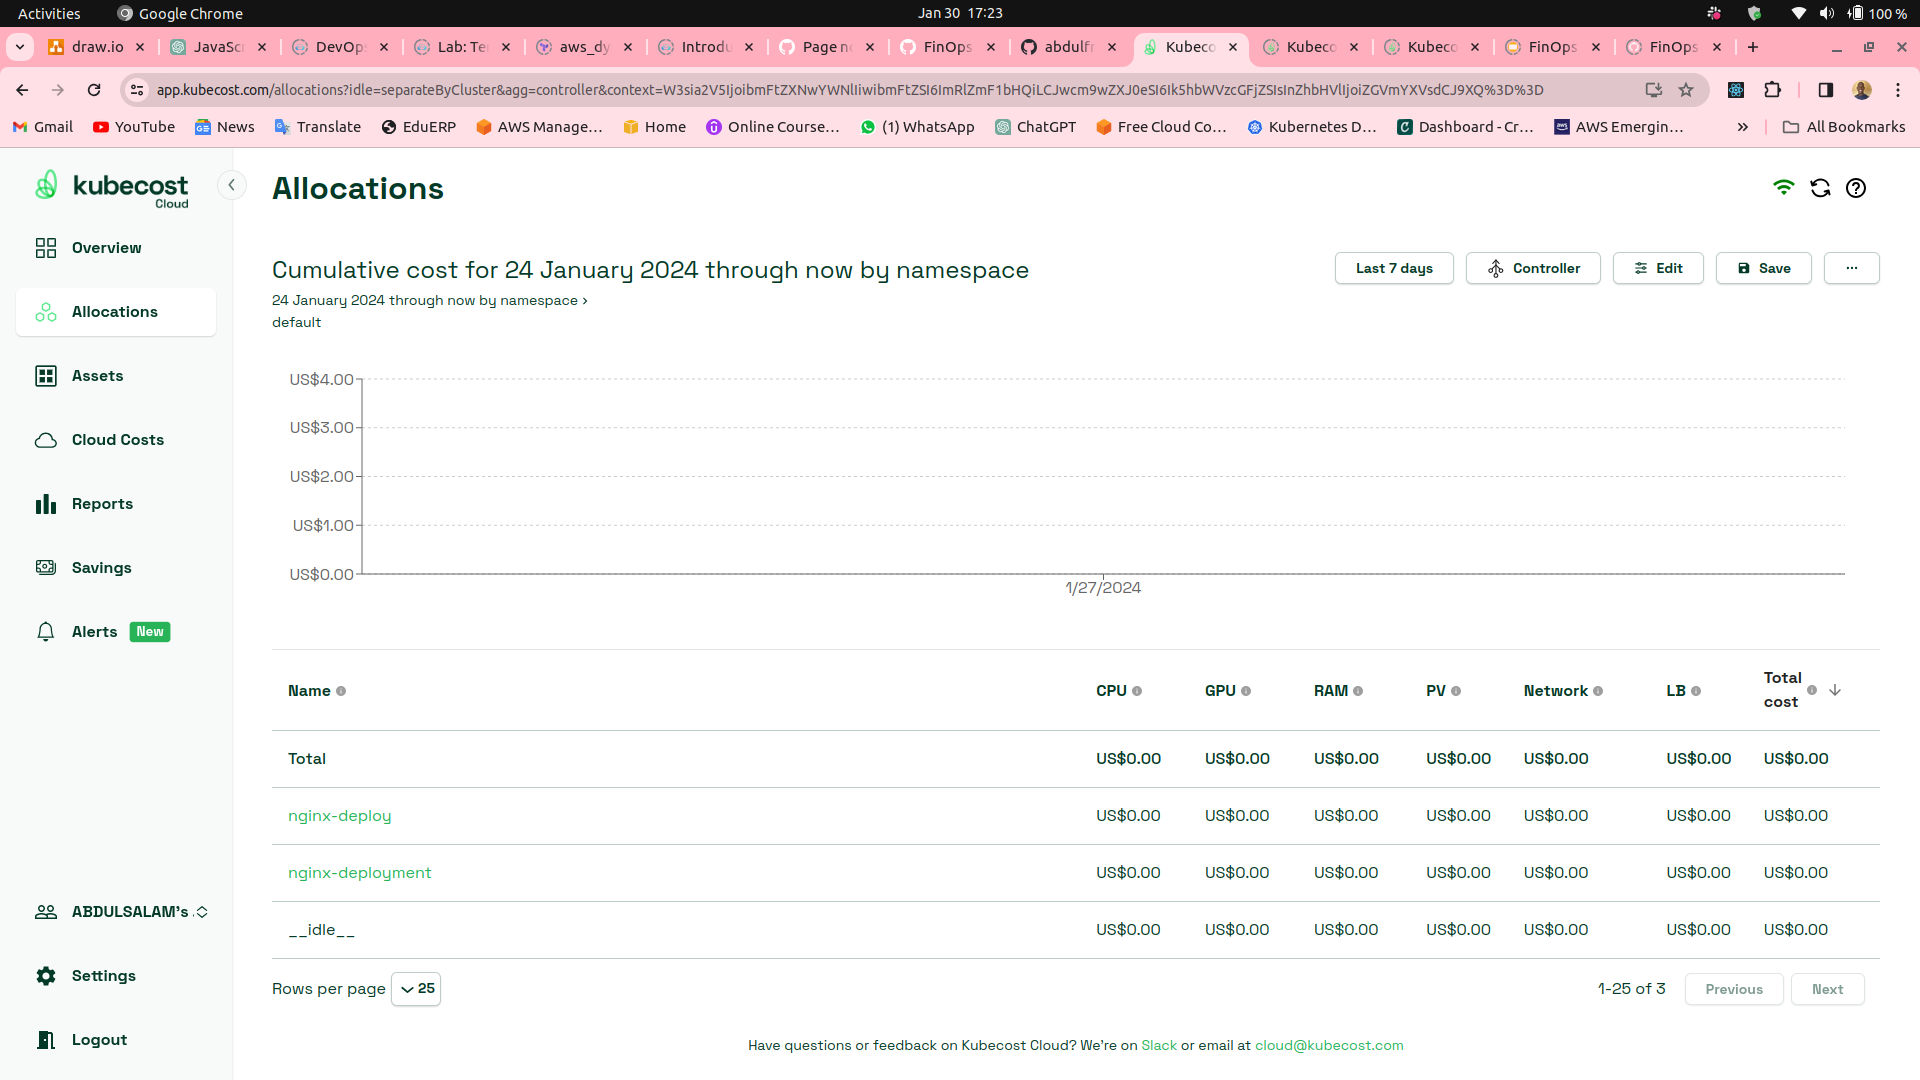 Activities
Google Chrome
Jan 30 17:23
100 %
draw.io
JavaScr
DevOps
Lab: Te
aws_dy
Introdu
Page no
FinOps
abdulfr
Kubeco
Kubeco
Kubeco
FinOps
FinOps
app.kubecost.com/allocations?idle=separateByCluster&agg=controller&context=W3sia2V5IjoibmFtZXNwYWNlIiwibmFtZSI6ImRlZmF1bHQiLCJwcm9wZXJ0eSI6Ik5hbWVzcGFjZSIsInZhbHVlIjoiZGVmYXVsdCJ9XQ%3D%3D
Gmail
YouTube
News
Translate
EduERP
AWS Manage...
Home
Online Course...
(1) WhatsApp
ChatGPT
Free Cloud Co...
Kubernetes D...
Dashboard - Cr...
AWS Emergin...
All Bookmarks
kubecost
Cloud
Overview
Allocations
Assets
Cloud Costs
Reports
Savings
Alerts New
ABDULSALAM's
Settings
Logout
Allocations
Cumulative cost for 24 January 2024 through now by namespace
24 January 2024 through now by namespace ›
default
Last 7 days
Controller
Edit
Save
...
US$4.00
US$3.00
US$2.00
US$1.00
US$0.00
1/27/2024
Name CPU GPU RAM PV Network LB Total cost
Total US$0.00 US$0.00 US$0.00 US$0.00 US$0.00 US$0.00 US$0.00
nginx-deploy US$0.00 US$0.00 US$0.00 US$0.00 US$0.00 US$0.00 US$0.00
nginx-deployment US$0.00 US$0.00 US$0.00 US$0.00 US$0.00 US$0.00 US$0.00
__idle__ US$0.00 US$0.00 US$0.00 US$0.00 US$0.00 US$0.00 US$0.00
Rows per page 25
1-25 of 3
Previous
Next
Have questions or feedback on Kubecost Cloud? We're on Slack or email at cloud@kubecost.com